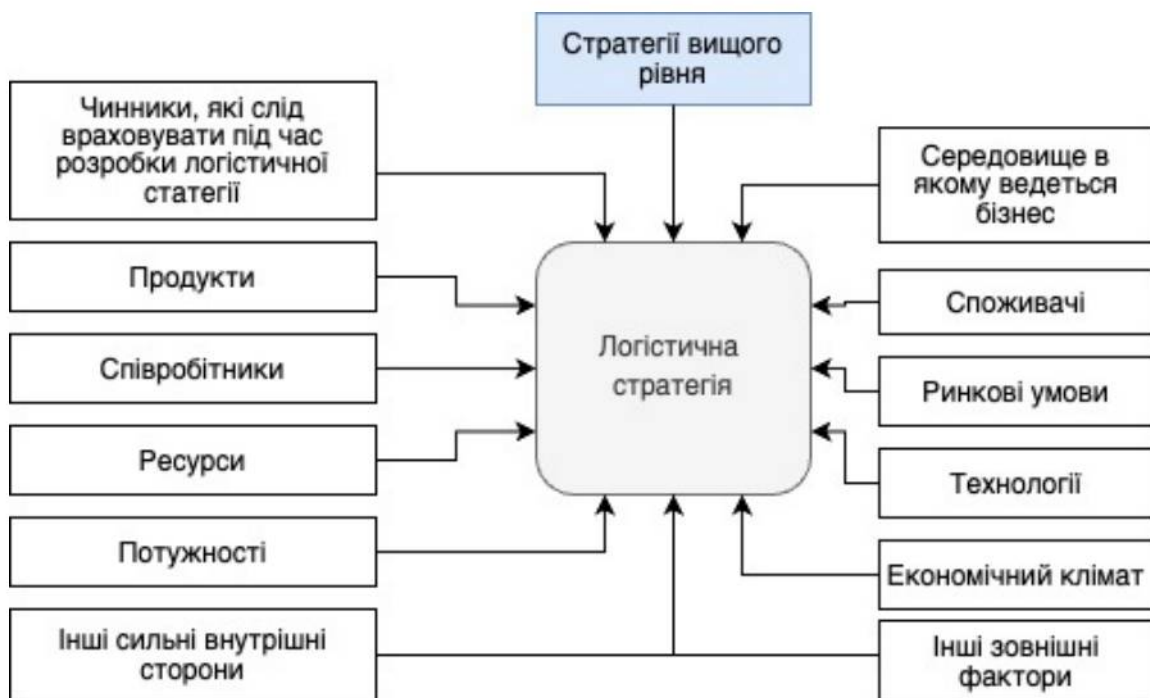 Стратегії вищого
рівня
Чинники, які слід
враховувати під час
розробки логістичної
статегії
Середовище в
якому ведеться
бізнес
Продукти
Споживачі
Логістична
стратегія
Співробітники
Ринкові умови
Ресурси
Технології
Потужності
Економічний клімат
Інші сильні внутрішні
сторони
Інші зовнішні
фактори